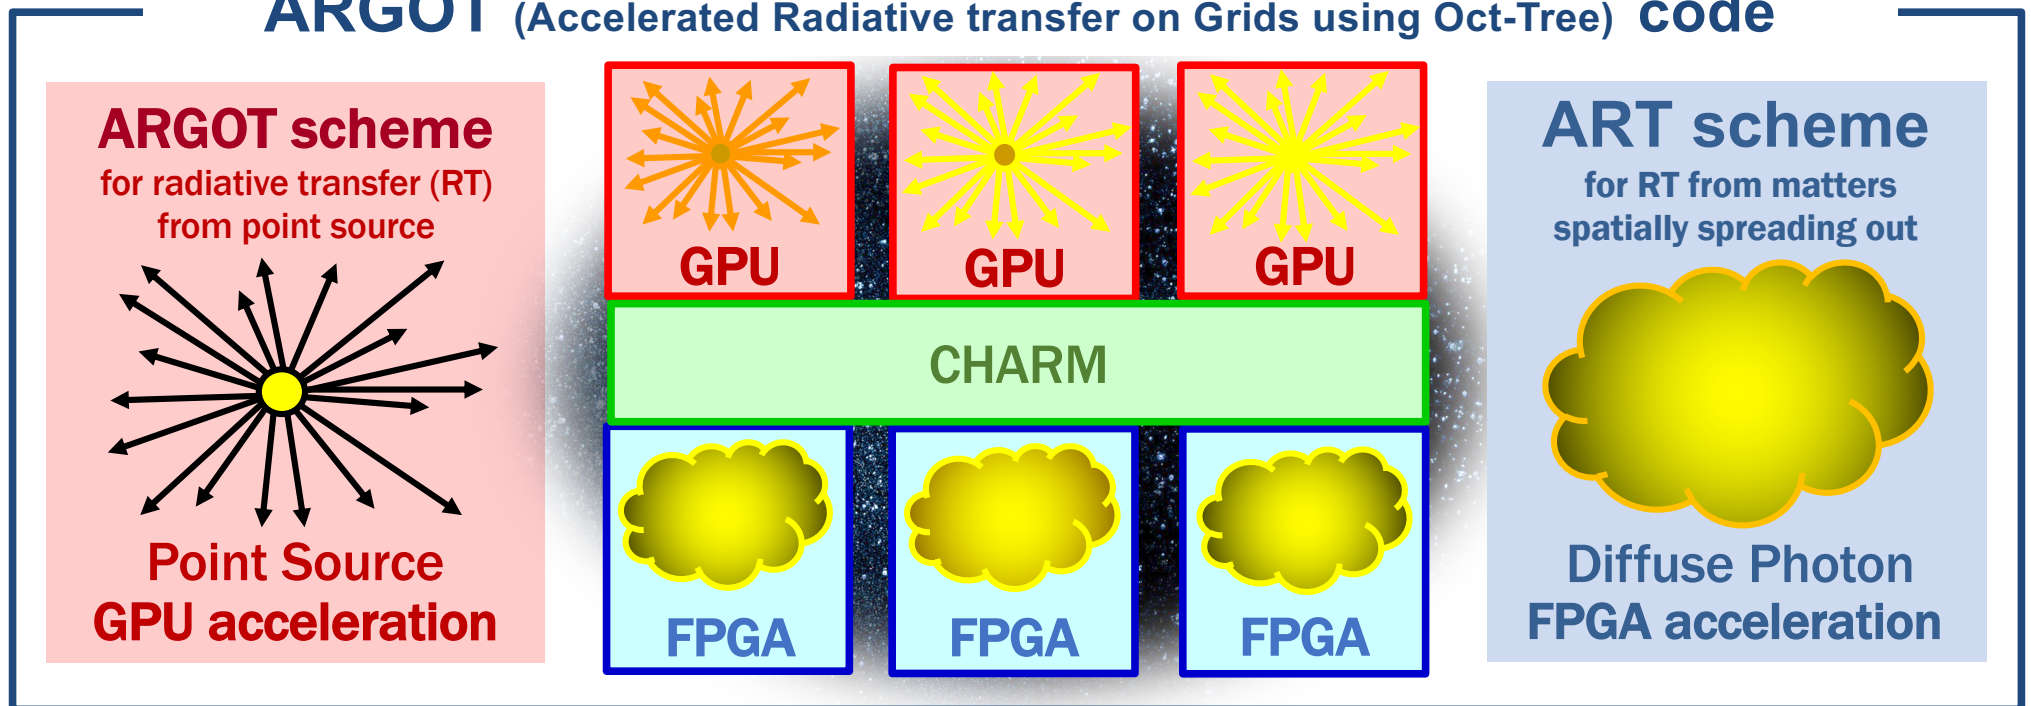 ARGOT (Accelerated Radiative transfer on Grids using Oct-Tree) code
ARGOT scheme
for radiative transfer (RT)
from point source
Point Source
GPU acceleration
GPU
GPU
GPU
CHARM
FPGA
FPGA
FPGA
ART scheme
for RT from matters
spatially spreading out
Diffuse Photon
FPGA acceleration